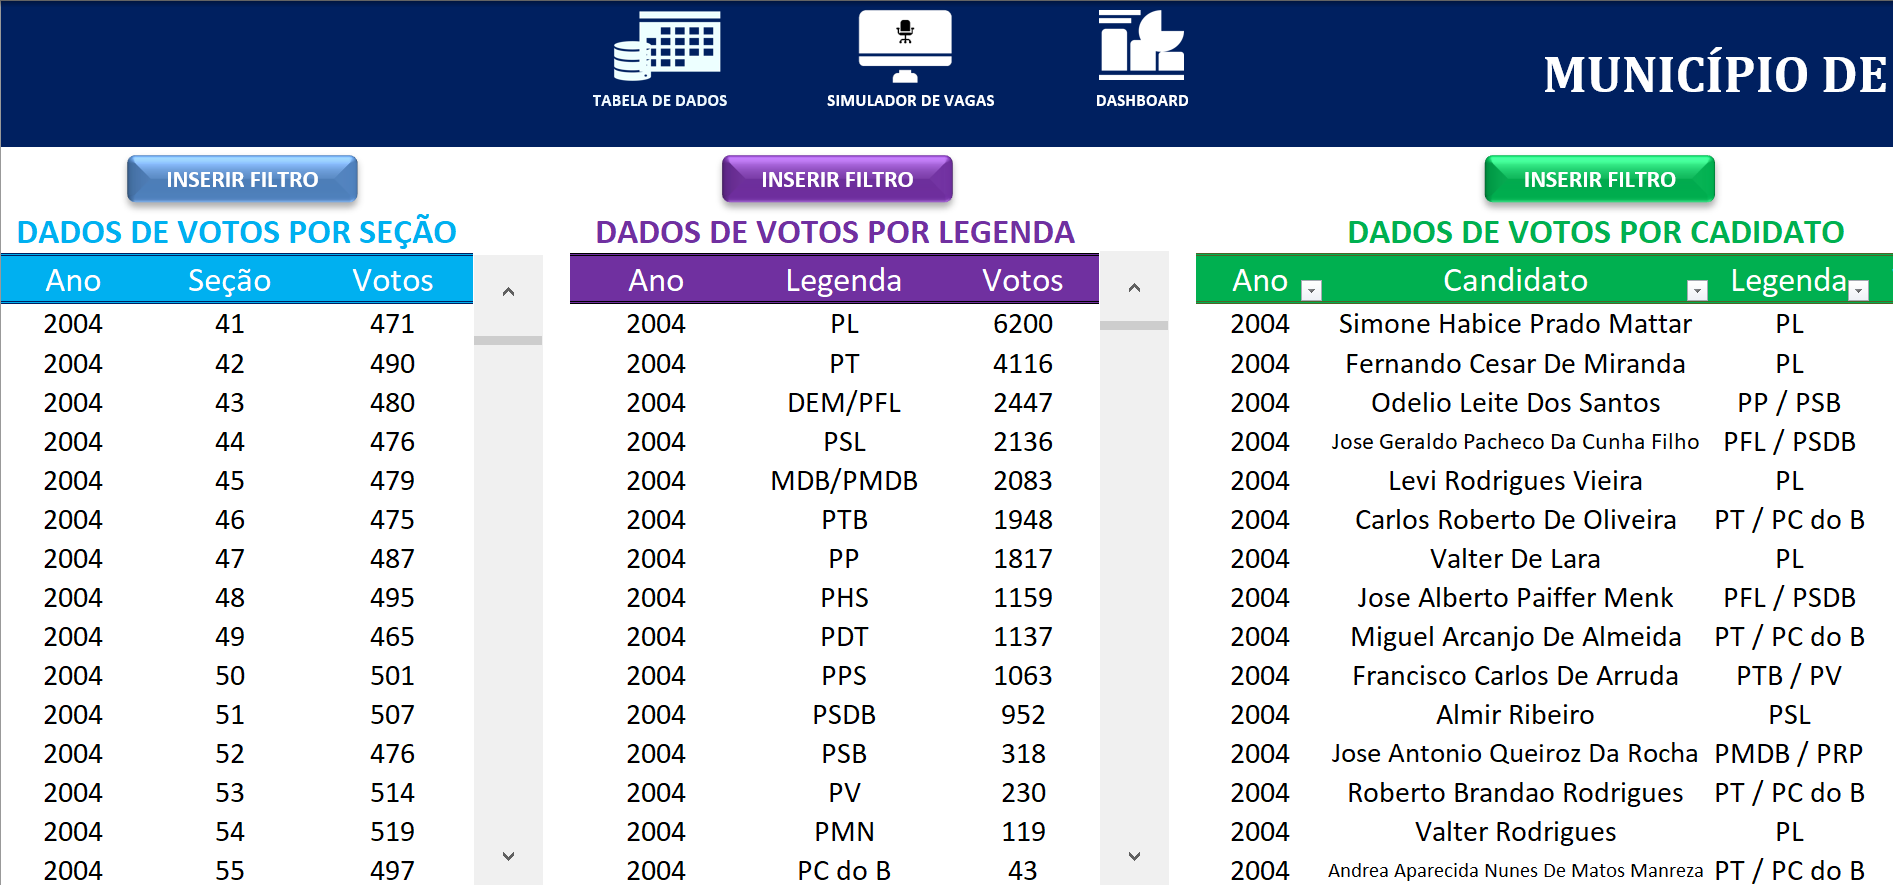 TABELA DE DADOS
SIMULADOR DE VAGAS
DASHBOARD
MUNICÍPIO DE
INSERIR FILTRO
INSERIR FILTRO
INSERIR FILTRO
DADOS DE VOTOS POR SEÇÃO
DADOS DE VOTOS POR LEGENDA
DADOS DE VOTOS POR CADIDATO
Ano Seção Votos Ano Legenda Votos Ano Candidato Legenda
2004 41 471 2004 PL 6200 2004 Simone Habice Prado Mattar PL
2004 42 490 2004 PT 4116 2004 Fernando Cesar De Miranda PL
2004 43 480 2004 DEM/PFL 2447 2004 Odelio Leite Dos Santos PP / PSB
2004 44 476 2004 PSL 2136 2004 Jose Geraldo Pacheco Da Cunha Filho PFL / PSDB
2004 45 479 2004 MDB/PMDB 2083 2004 Levi Rodrigues Vieira PL
2004 46 475 2004 PTB 1948 2004 Carlos Roberto De Oliveira PT / PC do B
2004 47 487 2004 PP 1817 2004 Valter De Lara PL
2004 48 495 2004 PHS 1159 2004 Jose Alberto Paiffer Menk PFL / PSDB
2004 49 465 2004 PDT 1137 2004 Miguel Arcanjo De Almeida PT / PC do B
2004 50 501 2004 PPS 1063 2004 Francisco Carlos De Arruda PTB / PV
2004 51 507 2004 PSDB 952 2004 Almir Ribeiro PSL
2004 52 476 2004 PSB 318 2004 Jose Antonio Queiroz Da Rocha PMDB / PRP
2004 53 514 2004 PV 230 2004 Roberto Brandao Rodrigues PT / PC do B
2004 54 519 2004 PMN 119 2004 Valter Rodrigues PL
2004 55 497 2004 PC do B 43 2004 Andrea Aparecida Nunes De Matos Manreza PT / PC do B